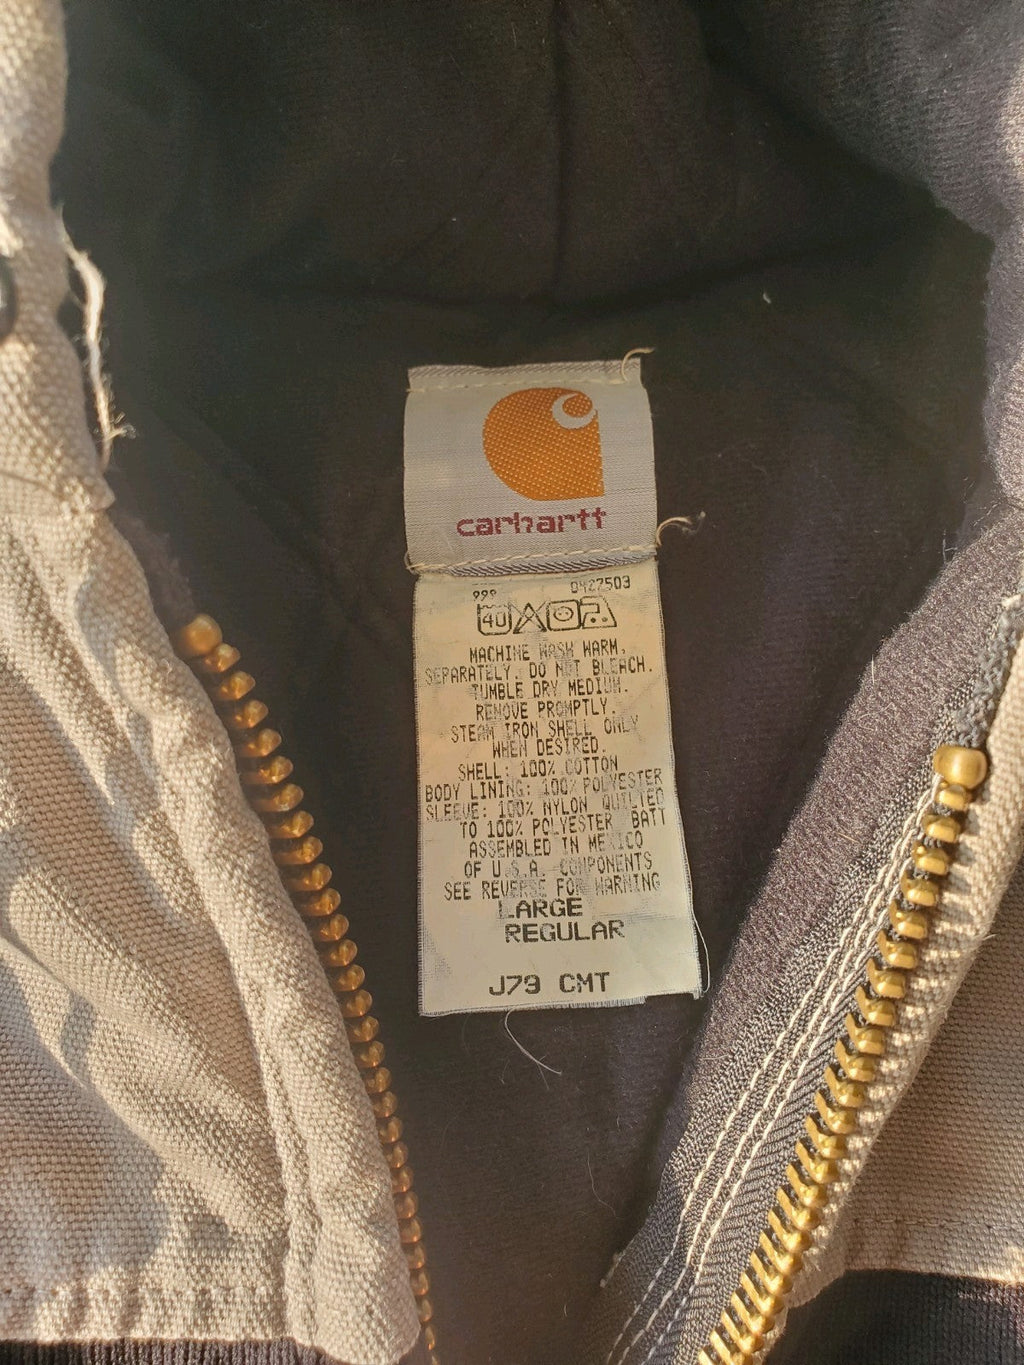 carhartt
999 0427503
40
MACHINE WASH WARM,
SEPARATELY. DO NOT BLEACH.
TUMBLE DRY MEDIUM.
REMOVE PROMPTLY.
STEAM IRON SHELL ONLY
WHEN DESIRED.
SHELL: 100% COTTON
BODY LINING: 100% POLYESTER
SLEEVE: 100% NYLON QUILTED
TO 100% POLYESTER BATT
ASSEMBLED IN MEXICO
OF U.S.A. COMPONENTS
SEE REVERSE FOR WARNING
LARGE
REGULAR
J79 CMT